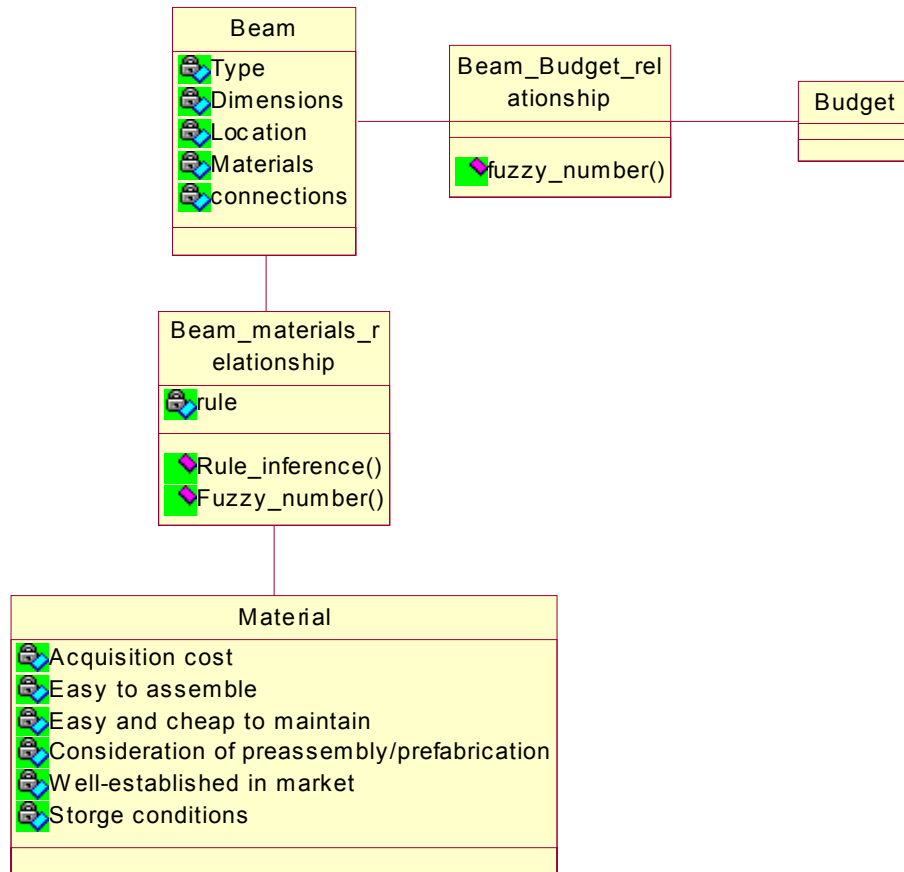 Beam
Type
Dimensions
Location
Materials
connections
Beam_Budget_rel
ationship
fuzzy_number()
Budget
Beam_materials_r
elationship
rule
Rule_inference()
Fuzzy_number()
Material
Acquisition cost
Easy to assemble
Easy and cheap to maintain
Consideration of preassembly/prefabrication
Well-established in market
Storge conditions